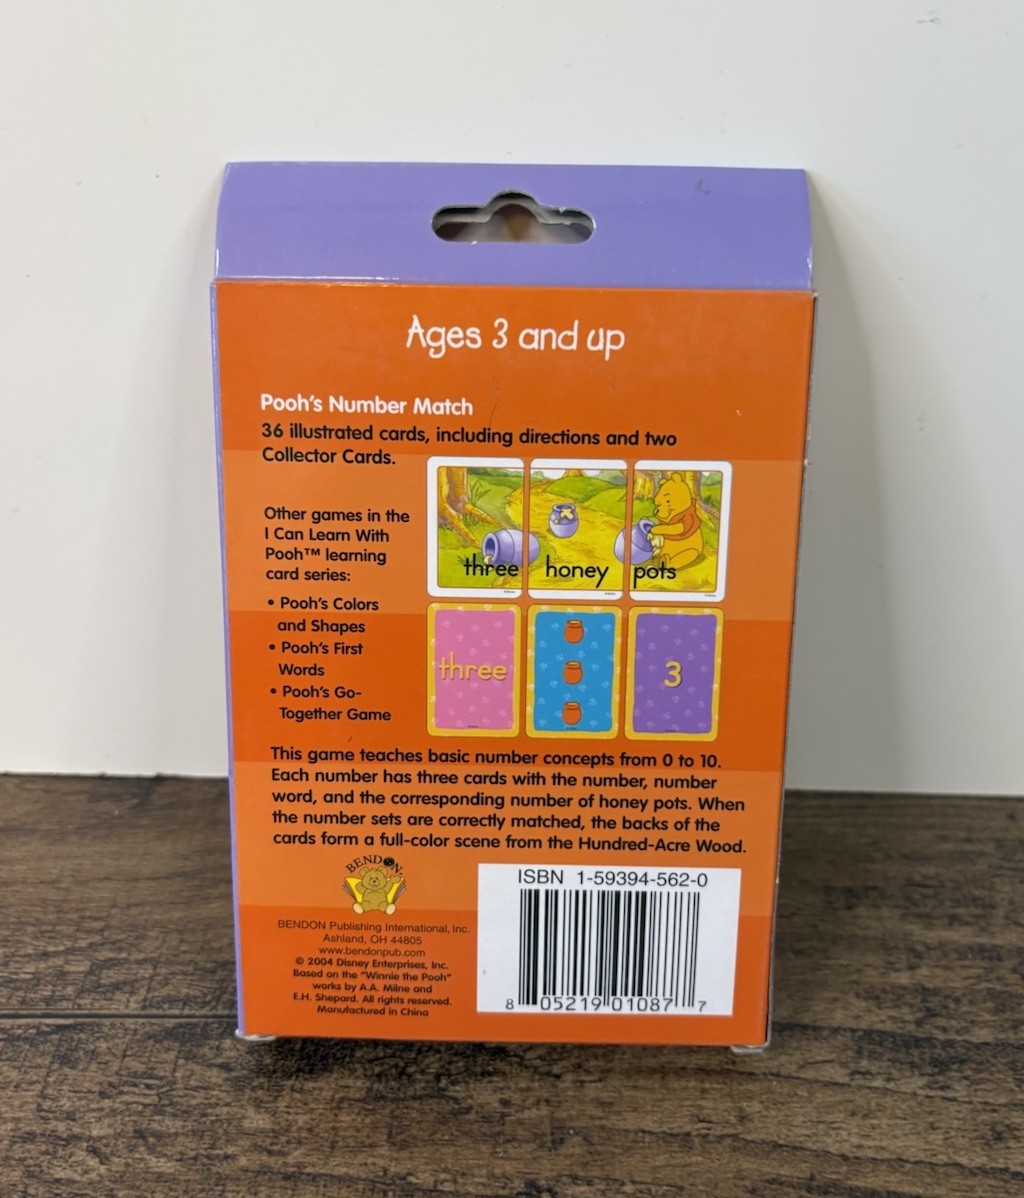 Ages 3 and up
Pooh's Number Match
36 illustrated cards, including directions and two
Collector Cards.
Other games in the
I Can Learn With
Pooh™ learning
card series:
• Pooh's Colors
and Shapes
• Pooh's First
Words
• Pooh's Go-
Together Game
three honey pots
three
3
This game teaches basic number concepts from 0 to 10.
Each number has three cards with the number, number
word, and the corresponding number of honey pots. When
the number sets are correctly matched, the backs of the
cards form a full-color scene from the Hundred-Acre Wood.
BENDON
BENDON Publishing International, Inc.
Ashland, OH 44805
www.bendonpub.com
© 2004 Disney Enterprises, Inc.
Based on the "Winnie the Pooh"
works by A.A. Milne and
E.H. Shepard. All rights reserved.
Manufactured in China
ISBN 1-59394-562-0
8 05219 01087 7